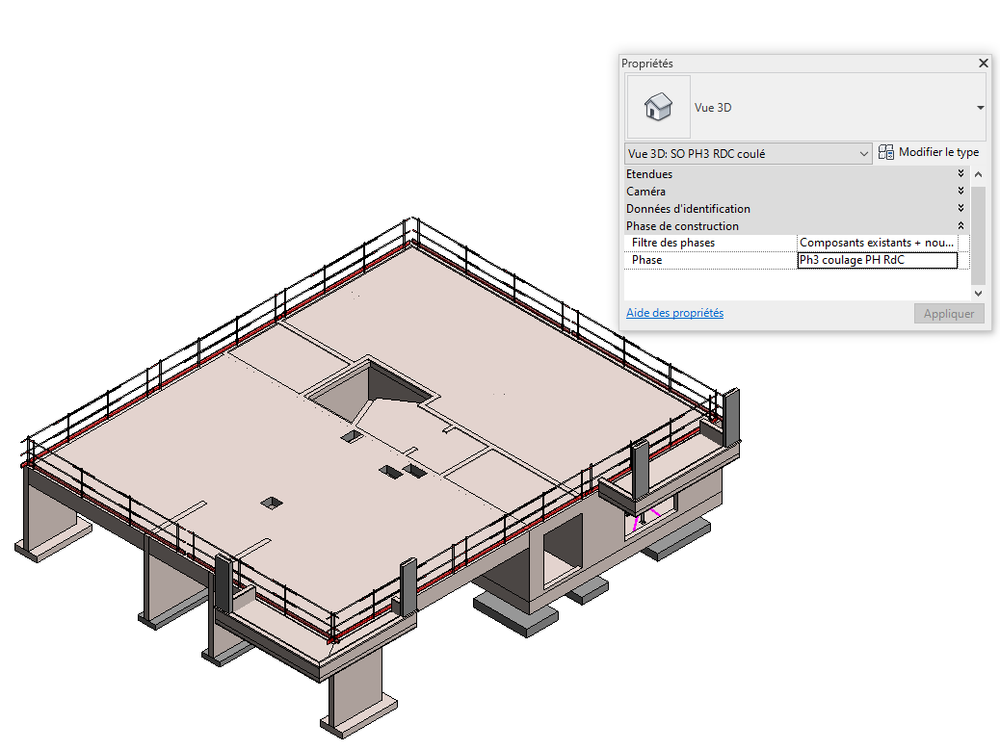 Propriétés
Vue 3D
Vue 3D: SO PH3 RDC coulé
Modifier le type
Etendues
Caméra
Données d'identification
Phase de construction
Filtre des phases
Composants existants + nou...
Phase
Ph3 coulage PH RdC
Aide des propriétés
Appliquer